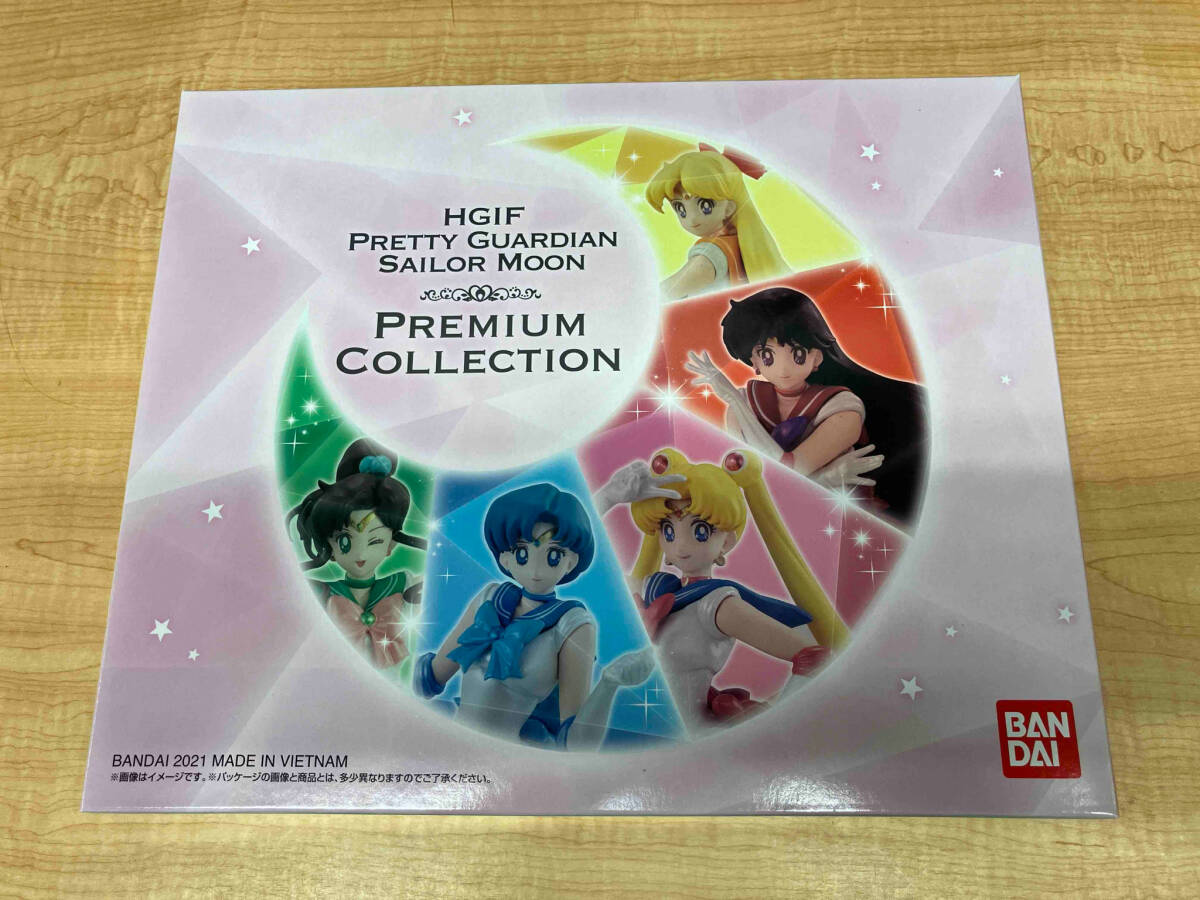 HGIF
PRETTY GUARDIAN
SAILOR MOON
PREMIUM
COLLECTION
BANDAI 2021 MADE IN VIETNAM
※画像はイメージです。※パッケージの画像と商品とは、多少異なりますのでご了承ください。
BAN
DAI